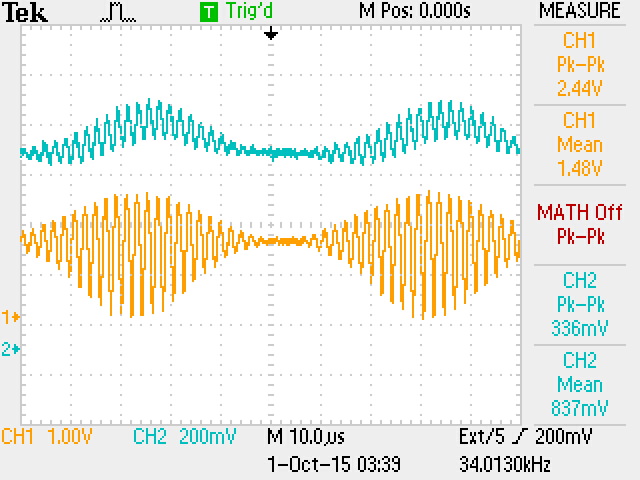 Tek T Trig'd M Pos: 0.000s MEASURE
CH1
Pk-Pk
2.44V
CH1
Mean
1.48V
MATH Off
Pk-Pk
CH2
Pk-Pk
336mV
CH2
Mean
837mV
1
2
CH1 1.00V CH2 200mV M 10.0µs Ext/5 200mV
1-Oct-15 03:39 34.0130kHz